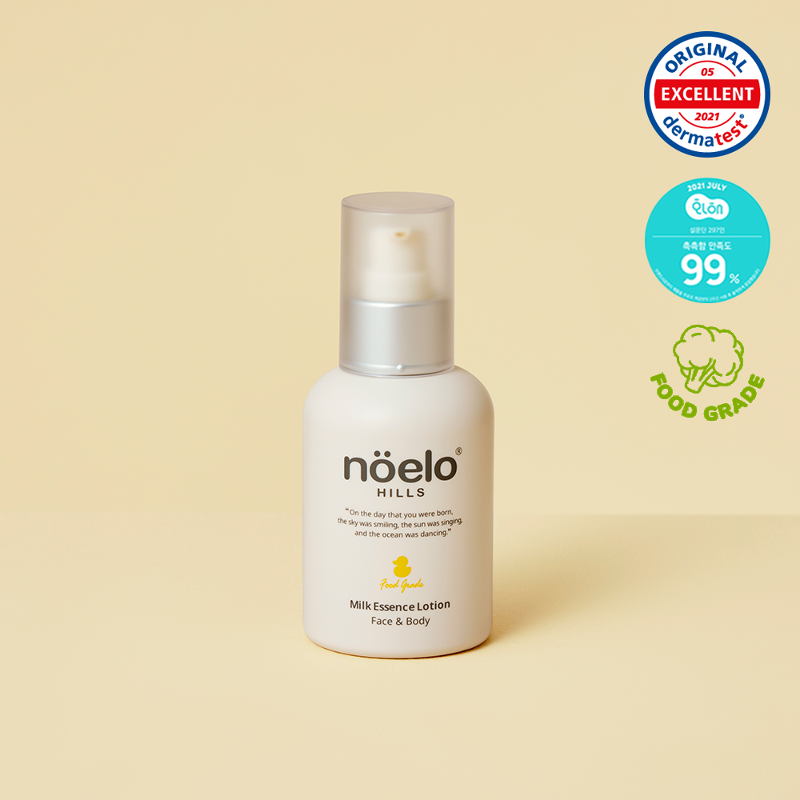 ORIGINAL
05
EXCELLENT
2021
dermatest®
2021 JULY
설문단 297인
촉촉함 만족도
99 %
FOOD GRADE
nöelo®
HILLS
“On the day that you were born,
the sky was smiling, the sun was singing,
and the ocean was dancing.”
Food Grade
Milk Essence Lotion
Face & Body